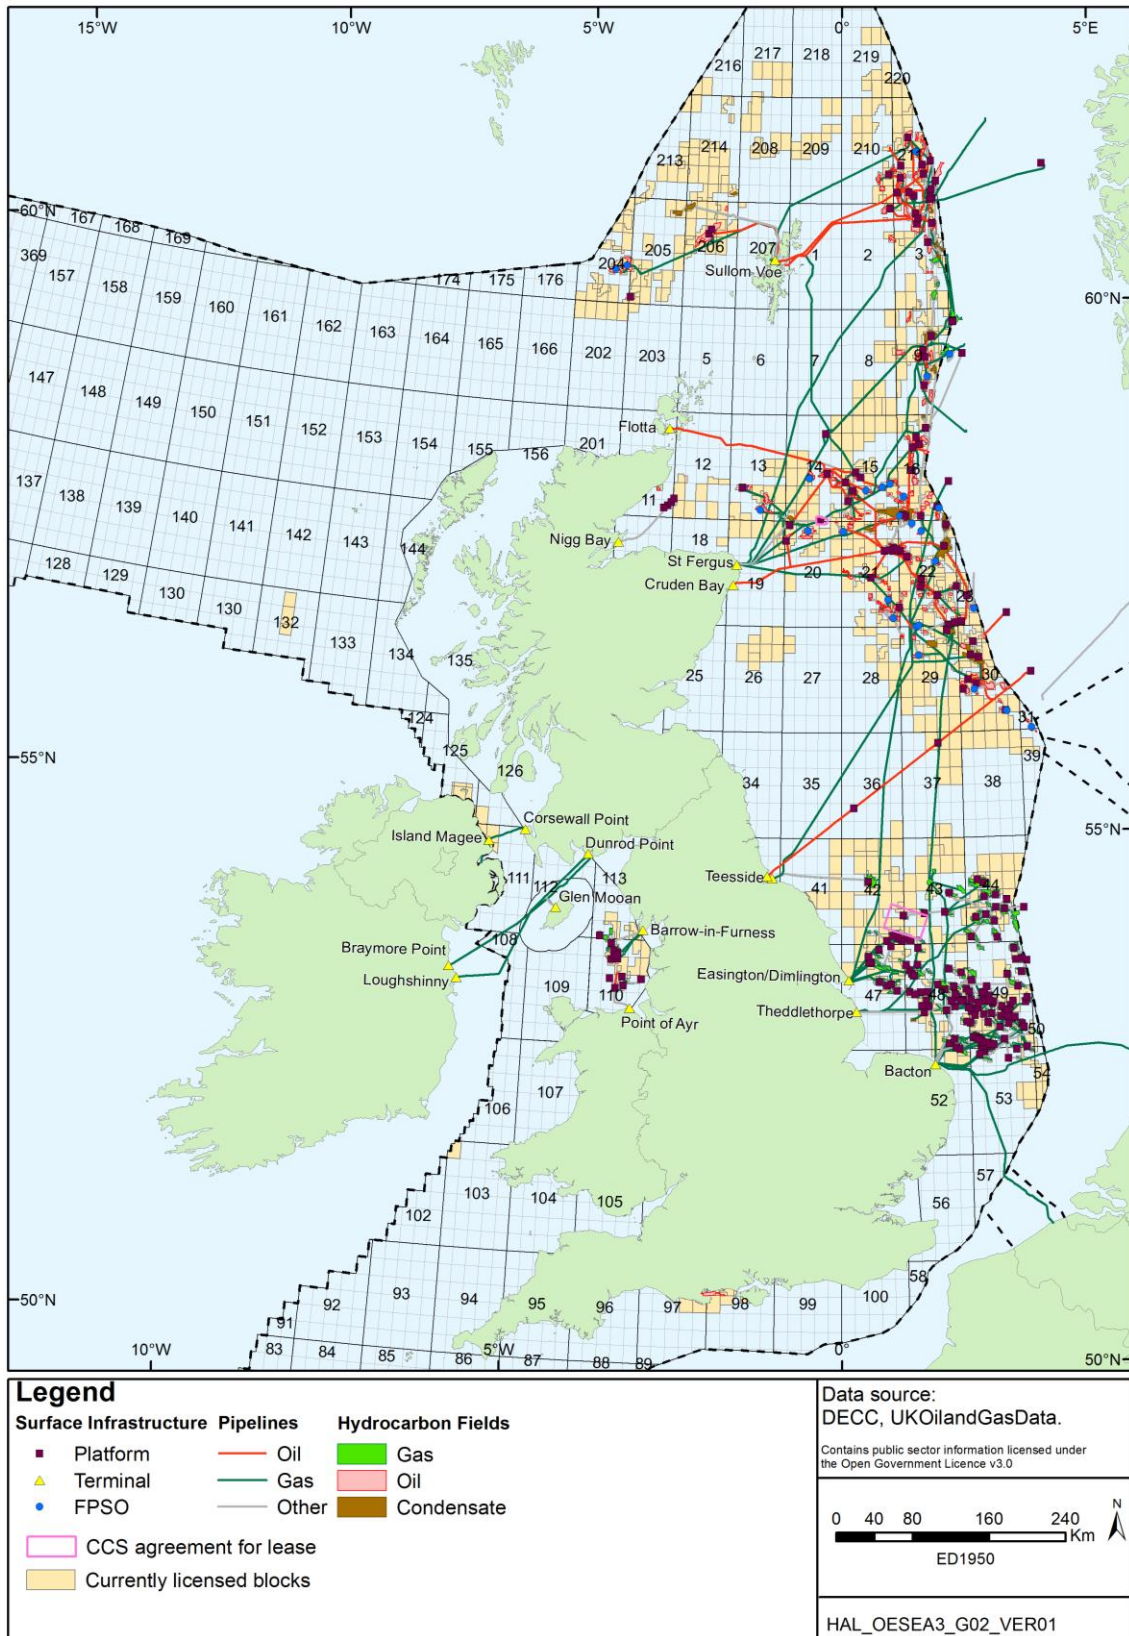 15°W 10°W 5°W 0° 5°E
216 217 218 219
220
213 214 208 209 210 21
60°N 167 168 169
369 157 158 159 160 161 162 163 164 165 166
174 175 176
204 205 206 207 1 2 3
Sullom Voe
60°N
202 203 5 6 7 8 9
147 148 149 150 151 152 153 154 155 156 201
Flotta
12 13 14 15 16
137 138 139 140 141 142 143 144
11
Nigg Bay
18
St Fergus
Cruden Bay
19 20 21 22 23
128 129 130 130 132 133 134 135
25 26 27 28 29 30
31
124
125
126
55°N
34 35 36 37 38 39
55°N
Corsewall Point
Island Magee
Dunrod Point
111 112 113
Teesside
41 42 43 44
Glen Mooan
108
Barrow-in-Furness
Braymore Point
Loughshinny
109 110
Easington/Dimlington
47 48 49
Theddlethorpe
50
Point of Ayr
Bacton
54
52 53
106 107
57
102 103 104 105
56
58
50°N
91 92 93 94 95 96 97 98 99 100
83 84 85 86 87 88 89
10°W 5°W 0° 50°N
Legend
Surface Infrastructure Pipelines Hydrocarbon Fields
Platform Oil Gas
Terminal Gas Oil
FPSO Other Condensate
CCS agreement for lease
Currently licensed blocks
Data source:
DECC, UKOilandGasData.
Contains public sector information licensed under
the Open Government Licence v3.0
0 40 80 160 240
Km
N
ED1950
HAL_OESEA3_G02_VER01